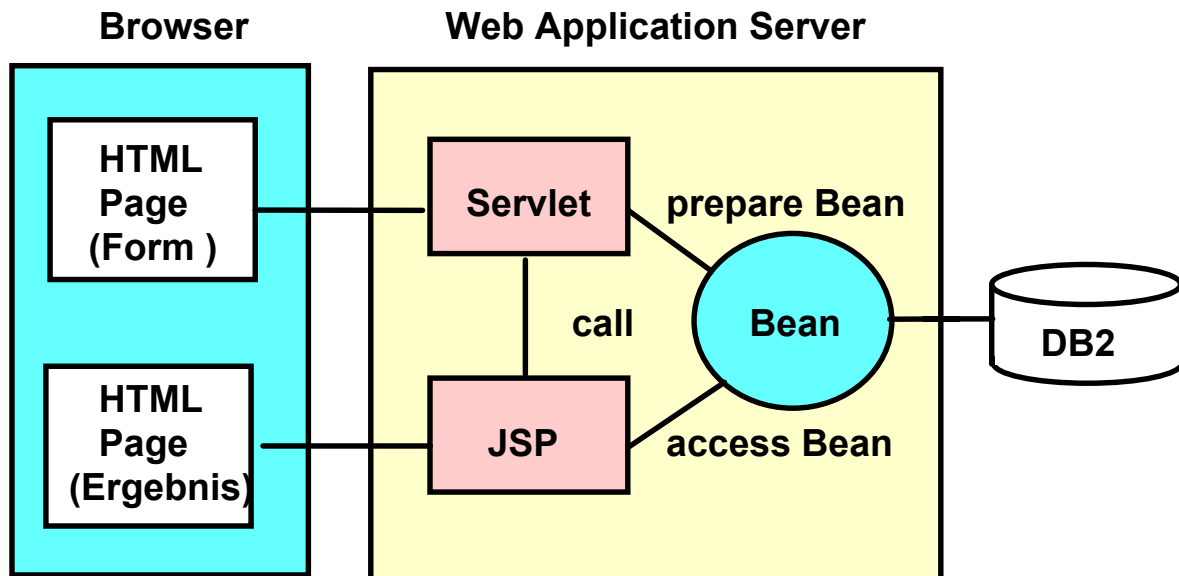 Browser
Web Application Server
HTML
Page
(Form )
Servlet
prepare Bean
call
Bean
DB2
HTML
Page
(Ergebnis)
JSP
access Bean